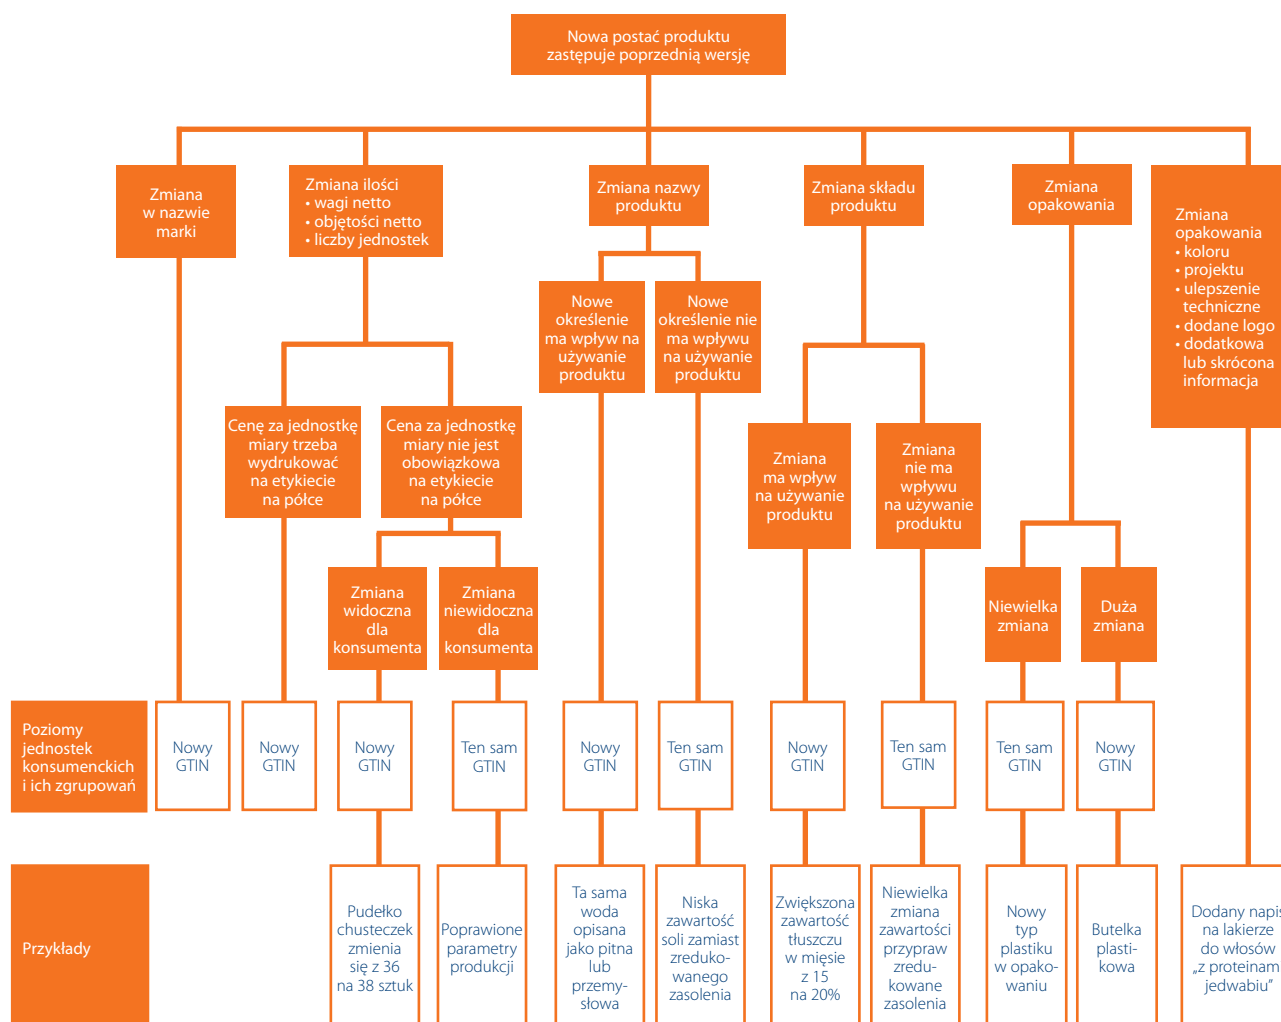 Nowa postać produktu
zastępuje poprzednią wersję
Zmiana
w nazwie
marki
Zmiana ilości
• wagi netto
• objętości netto
• liczby jednostek
Zmiana nazwy
produktu
Zmiana składu
produktu
Zmiana
opakowania
Zmiana
opakowania
• koloru
• projektu
• ulepszenie
techniczne
• dodane logo
• dodatkowa
lub skrócona
informacja
Nowe
określenie
ma wpływ na
używanie
produktu
Nowe
określenie nie
ma wpływu
na używanie
produktu
Cenę za jednostkę
miary trzeba
wydrukować
na etykiecie
na półce
Cena za jednostkę
miary nie jest
obowiązkowa
na etykiecie
na półce
Zmiana
ma wpływ
na używanie
produktu
Zmiana
nie ma
wpływu
na używanie
produktu
Zmiana
widoczna
dla
konsumenta
Zmiana
niewidoczna
dla
konsumenta
Niewielka
zmiana
Duża
zmiana
Poziomy
jednostek
konsumenckich
i ich zgrupowań
Nowy
GTIN
Nowy
GTIN
Nowy
GTIN
Ten sam
GTIN
Nowy
GTIN
Ten sam
GTIN
Nowy
GTIN
Ten sam
GTIN
Ten sam
GTIN
Nowy
GTIN
Przykłady
Pudełko
chusteczek
zmienia
się z 36
na 38 sztuk
Poprawione
parametry
produkcji
Ta sama
woda
opisana
jako pitna
lub
przemy-
słowa
Niska
zawartość
soli zamiast
zreduko-
wanego
zasolenia
Zwiększona
zawartość
tłuszczu
w mięsie
z 15
na 20%
Niewielka
zmiana
zawartości
przypraw
zredu-
kowane
zasolenia
Nowy
typ
plastiku
w opako-
waniu
Butelka
plasti-
kowa
Dodany napis
na lakierze
do włosów
„z proteinam
jedwabiu”